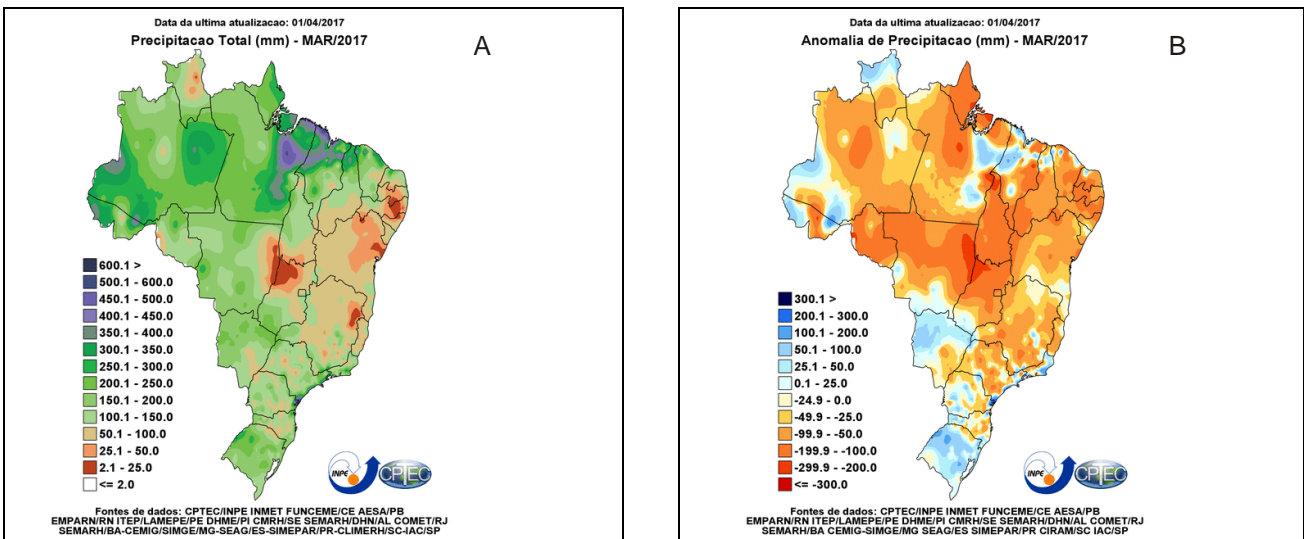 Data da ultima atualizacao: 01/04/2017
Precipitacao Total (mm) - MAR/2017
A
600.1 >
500.1 - 600.0
450.1 - 500.0
400.1 - 450.0
350.1 - 400.0
300.1 - 350.0
250.1 - 300.0
200.1 - 250.0
150.1 - 200.0
100.1 - 150.0
50.1 - 100.0
25.1 - 50.0
2.1 - 25.0
<= 2.0
INPE
CPTEC
Fontes de dados: CPTEC/INPE INMET FUNCEME/CE AESA/PB
EMPARN/RN ITEP/LAMEPE/PE DHME/PI CMRH/SE SEMARH/DHN/AL COMET/RJ
SEMARH/BA-CEMIG/SIMGE/MG-SEAG/ES-SIMEPAR/PR-CLIMERH/SC-IAC/SP
Data da ultima atualizacao: 01/04/2017
Anomalia de Precipitacao (mm) - MAR/2017
B
300.1 >
200.1 - 300.0
100.1 - 200.0
50.1 - 100.0
25.1 - 50.0
0.1 - 25.0
-24.9 - 0.0
-49.9 - -25.0
-99.9 - -50.0
-199.9 - -100.0
-299.9 - -200.0
<= -300.0
INPE
CPTEC
Fontes de dados: CPTEC/INPE INMET FUNCEME/CE AESA/PB
EMPARN/RN ITEP/LAMEPE/PE DHME/PI CMRH/SE SEMARH/DHN/AL COMET/RJ
SEMARH/BA CEMIG-SIMGE/MG SEAG/ES SIMEPAR/PR CIRAM/SC IAC/SP